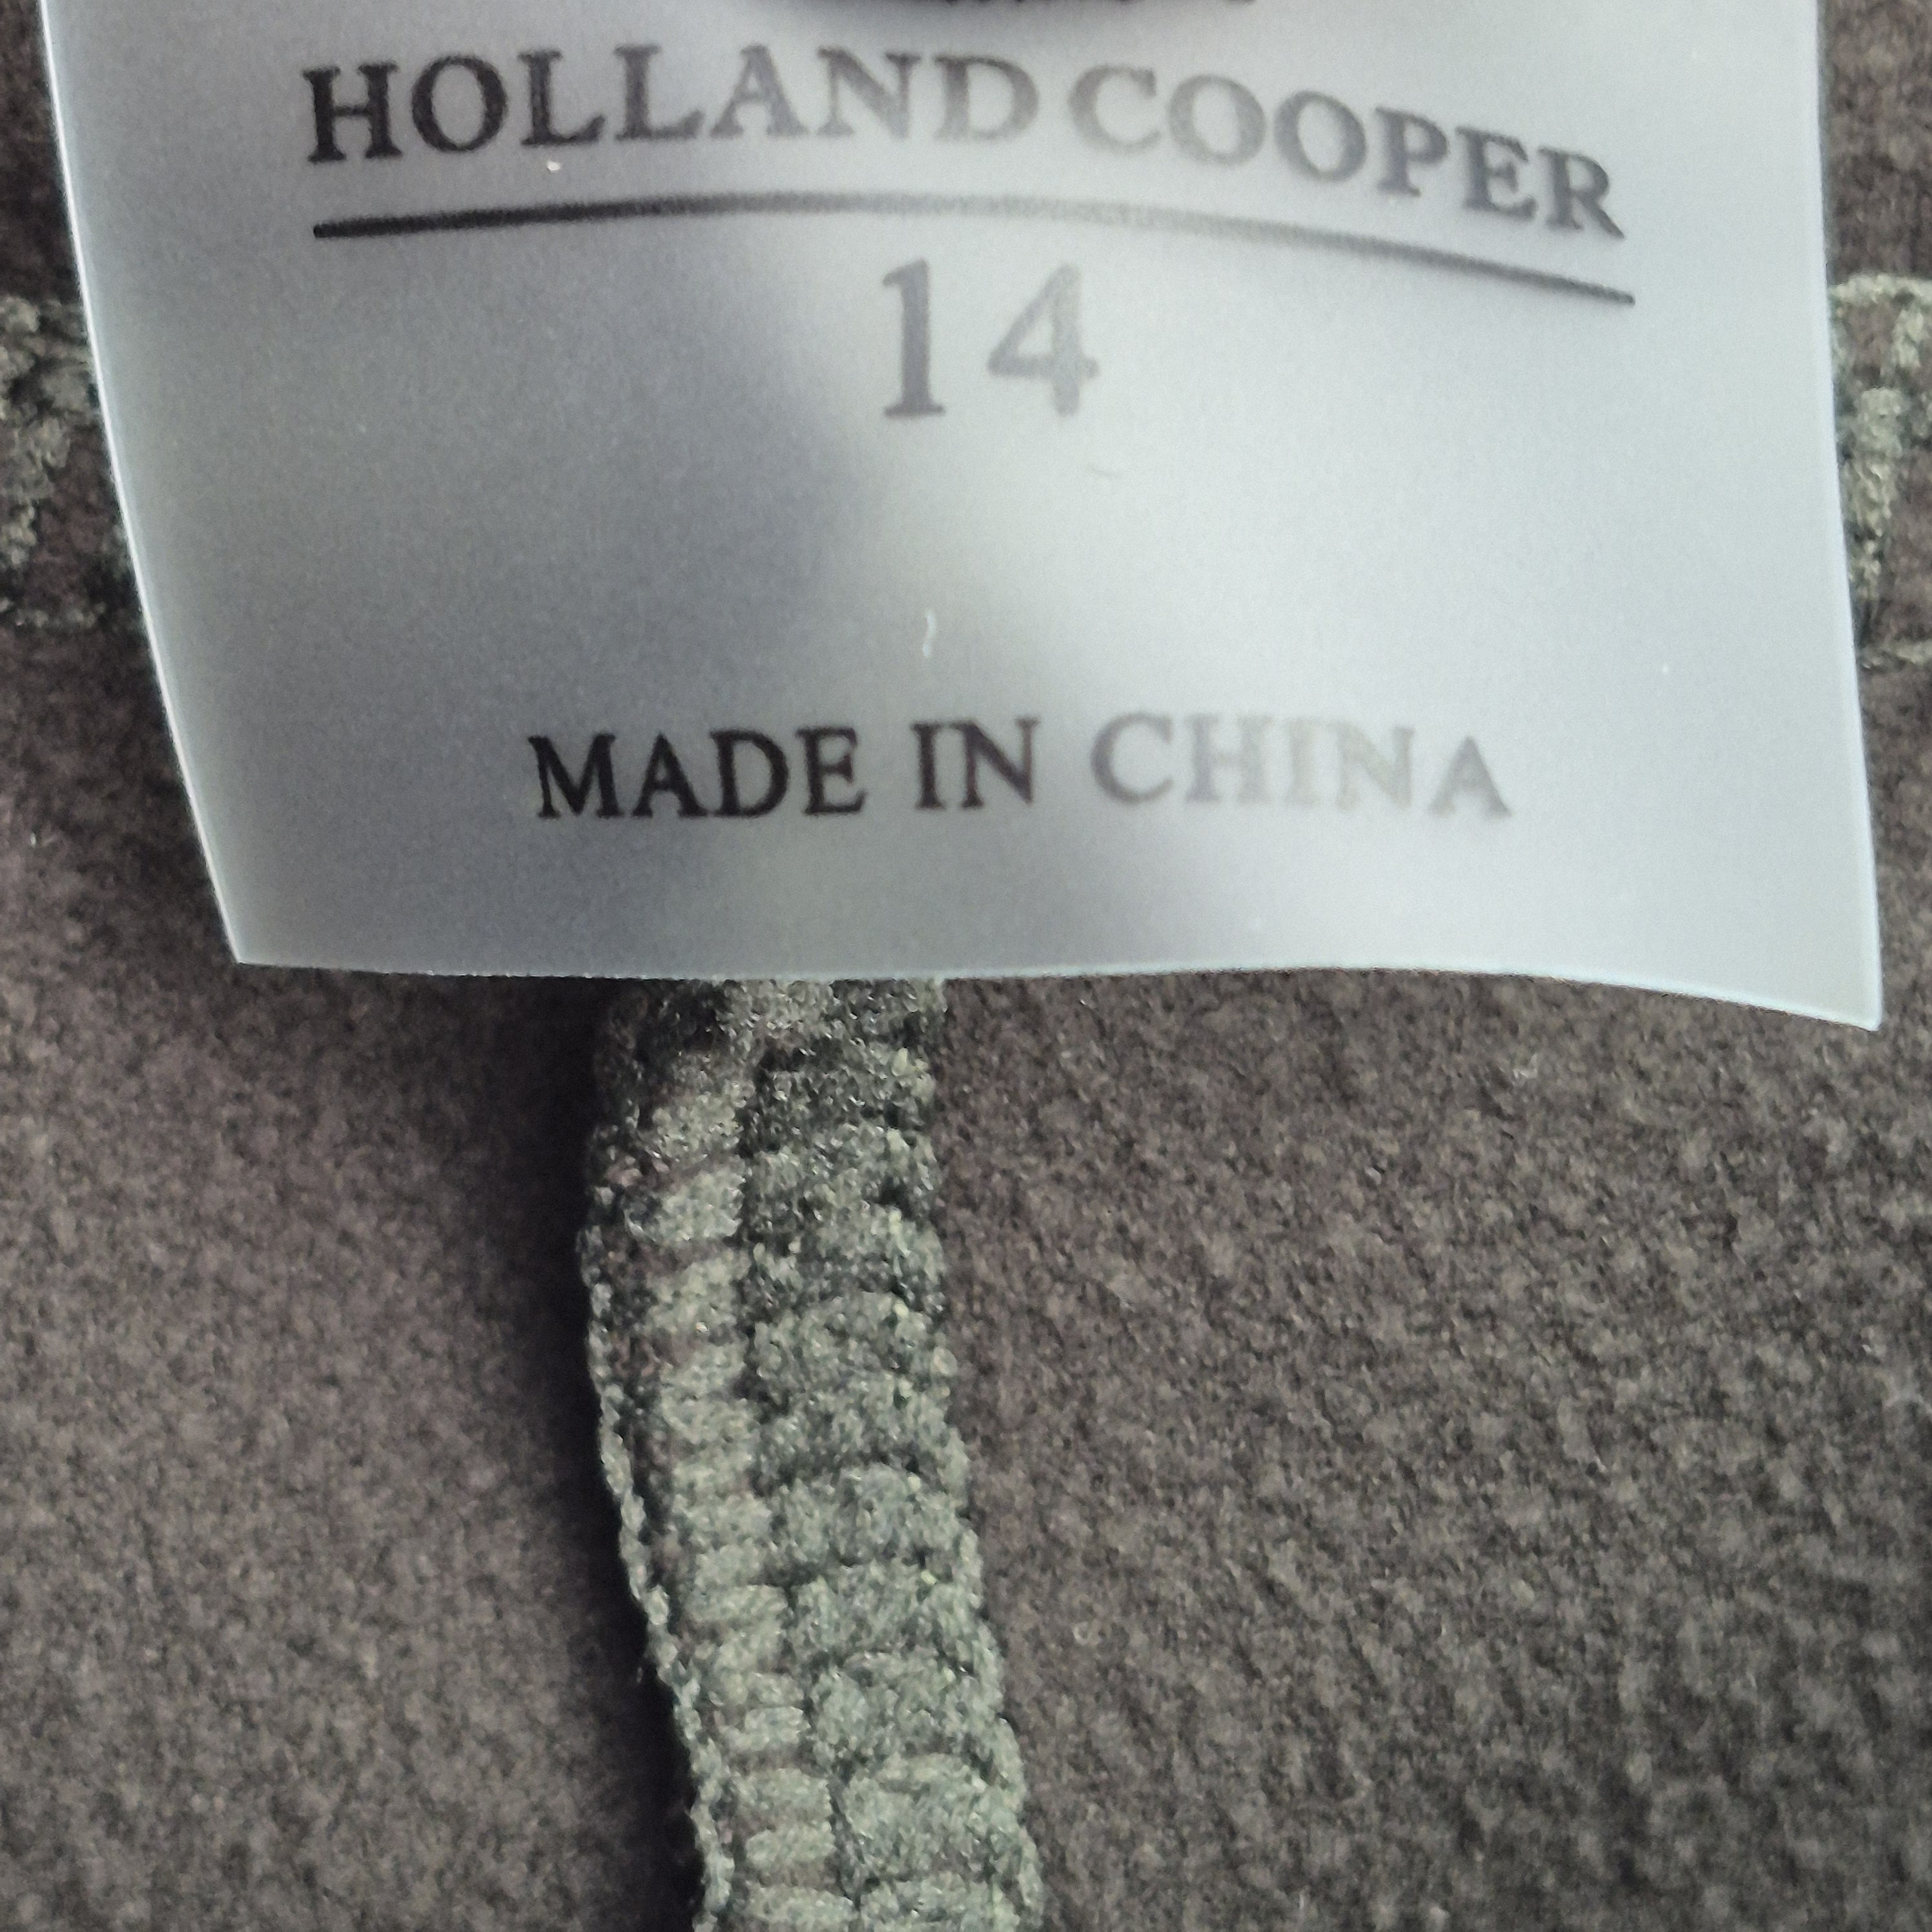 HOLLAND COOPER
14
MADE IN CHINA